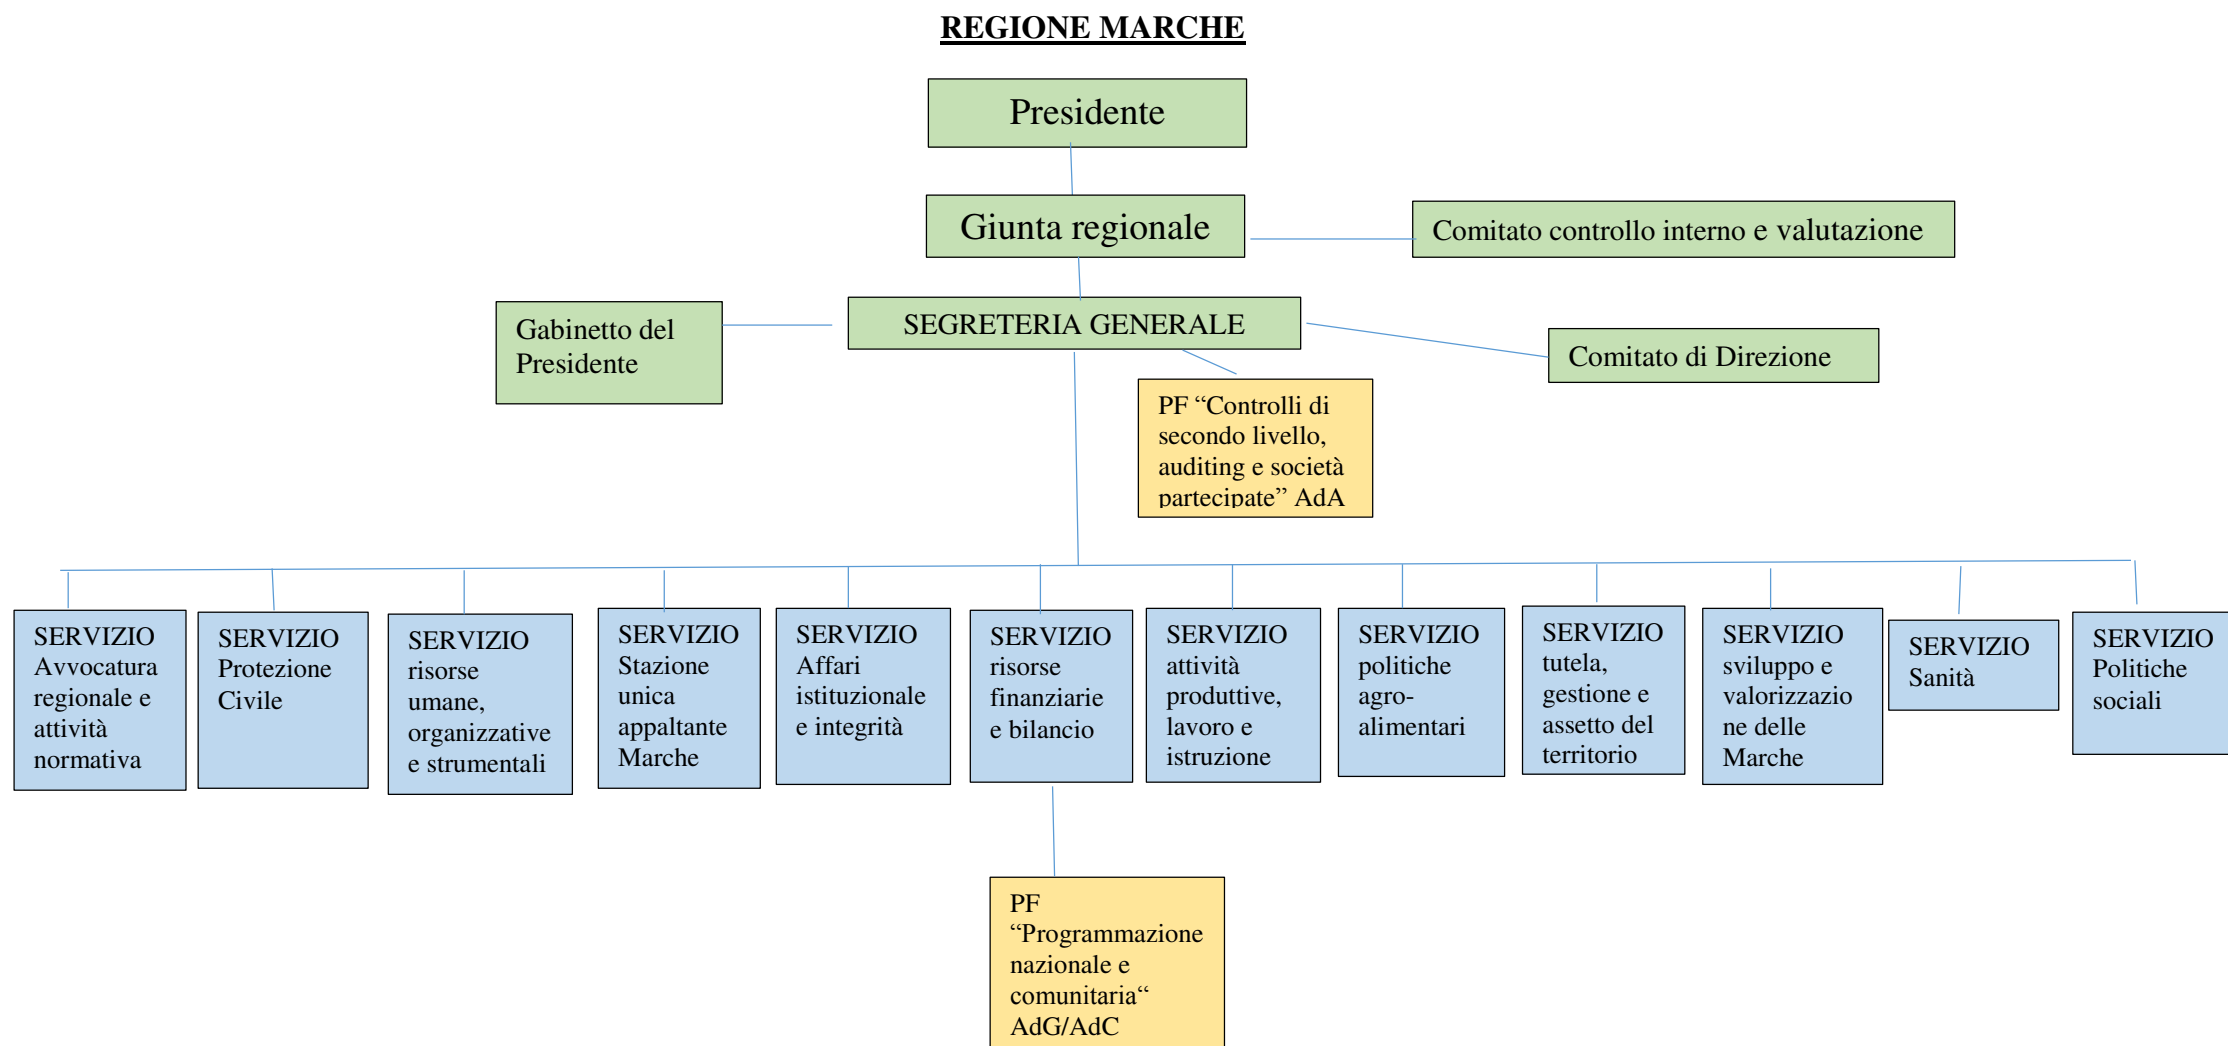 REGIONE MARCHE
Presidente
Giunta regionale
Comitato controllo interno e valutazione
Gabinetto del
Presidente
SEGRETERIA GENERALE
Comitato di Direzione
PF “Controlli di
secondo livello,
auditing e società
partecipate” AdA
SERVIZIO
Avvocatura
regionale e
attività
normativa
SERVIZIO
Protezione
Civile
SERVIZIO
risorse
umane,
organizzative
e strumentali
SERVIZIO
Stazione
unica
appaltante
Marche
SERVIZIO
Affari
istituzionale
e integrità
SERVIZIO
risorse
finanziarie
e bilancio
SERVIZIO
attività
produttive,
lavoro e
istruzione
SERVIZIO
politiche
agro-
alimentari
SERVIZIO
tutela,
gestione e
assetto del
territorio
SERVIZIO
sviluppo e
valorizzazio
ne delle
Marche
SERVIZIO
Sanità
SERVIZIO
Politiche
sociali
PF
“Programmazione
nazionale e
comunitaria“
AdG/AdC